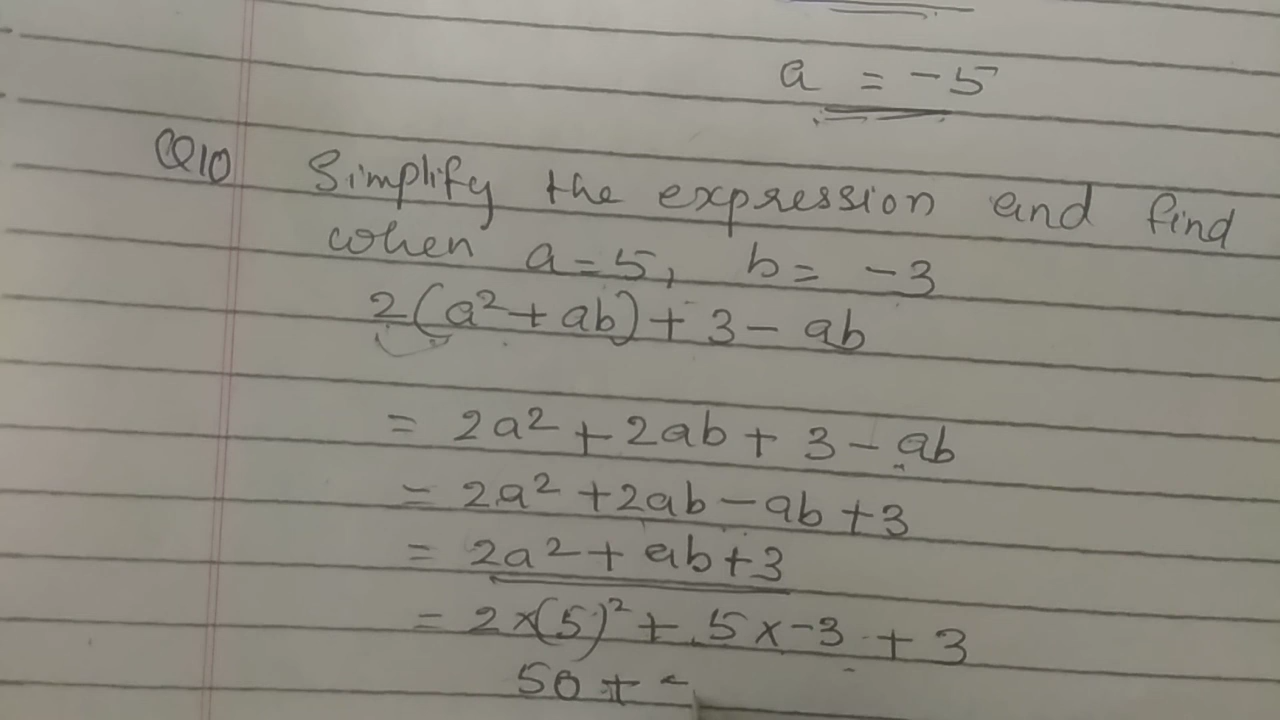 a = -5
Q10 Simplify the expression and find
when a=5, b= -3
2(a²+ab)+3-ab
= 2a²+2ab+3-ab
= 2a²+2ab-ab+3
= 2a²+ab+3
= 2×(5)²+5×-3+3
50+-